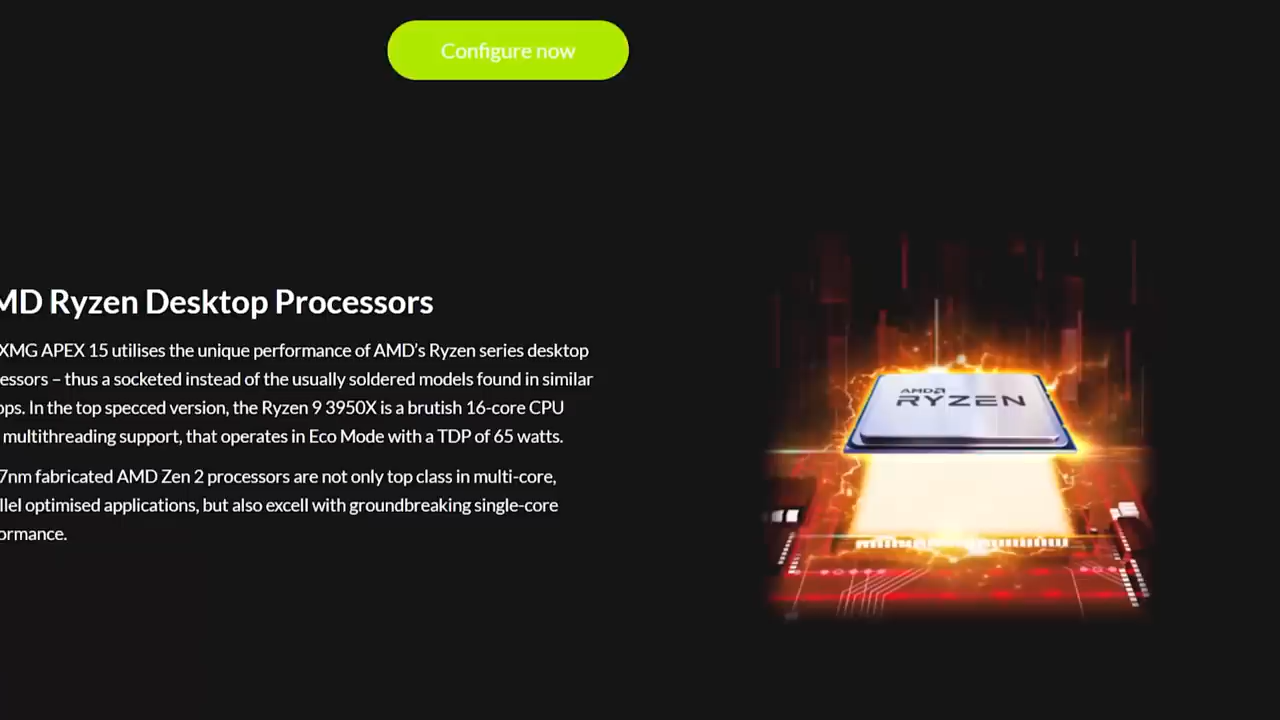 Configure now
MD Ryzen Desktop Processors
XMG APEX 15 utilises the unique performance of AMD's Ryzen series desktop
essors – thus a socketed instead of the usually soldered models found in similar
ops. In the top specced version, the Ryzen 9 3950X is a brutish 16-core CPU
multithreading support, that operates in Eco Mode with a TDP of 65 watts.
7nm fabricated AMD Zen 2 processors are not only top class in multi-core,
llel optimised applications, but also excell with groundbreaking single-core
ormance.
AMD
RYZEN